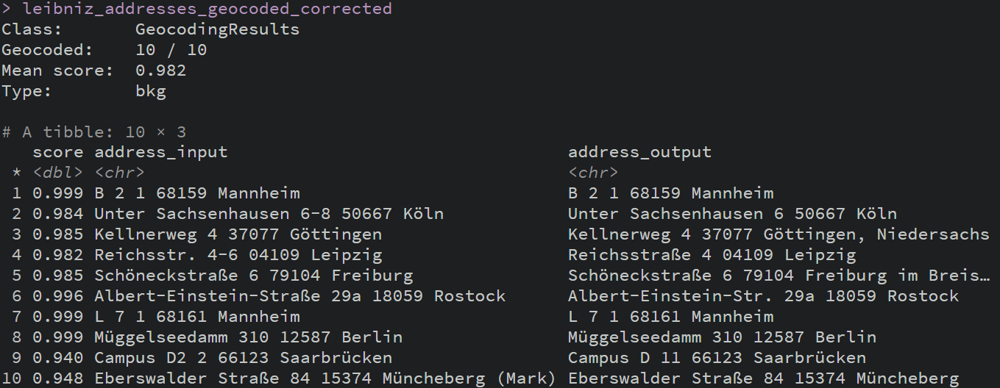 > leibniz_addresses_geocoded_corrected
Class:       GeocodingResults
Geocoded:    10 / 10
Mean score:  0.982
Type:        bkg
# A tibble: 10 × 3
   score address_input                               address_output
 * <dbl> <chr>                                       <chr>
 1 0.999 B 2 1 68159 Mannheim                        B 2 1 68159 Mannheim
 2 0.984 Unter Sachsenhausen 6-8 50667 Köln          Unter Sachsenhausen 6 50667 Köln
 3 0.985 Kellnerweg 4 37077 Göttingen                Kellnerweg 4 37077 Göttingen, Niedersachs
 4 0.982 Reichsstr. 4-6 04109 Leipzig                Reichsstraße 4 04109 Leipzig
 5 0.985 Schöneckstraße 6 79104 Freiburg             Schöneckstraße 6 79104 Freiburg im Breis…
 6 0.996 Albert-Einstein-Straße 29a 18059 Rostock    Albert-Einstein-Str. 29a 18059 Rostock
 7 0.999 L 7 1 68161 Mannheim                        L 7 1 68161 Mannheim
 8 0.999 Müggelseedamm 310 12587 Berlin              Müggelseedamm 310 12587 Berlin
 9 0.940 Campus D2 2 66123 Saarbrücken               Campus D 11 66123 Saarbrücken
10 0.948 Eberswalder Straße 84 15374 Müncheberg (Mark) Eberswalder Straße 84 15374 Müncheberg